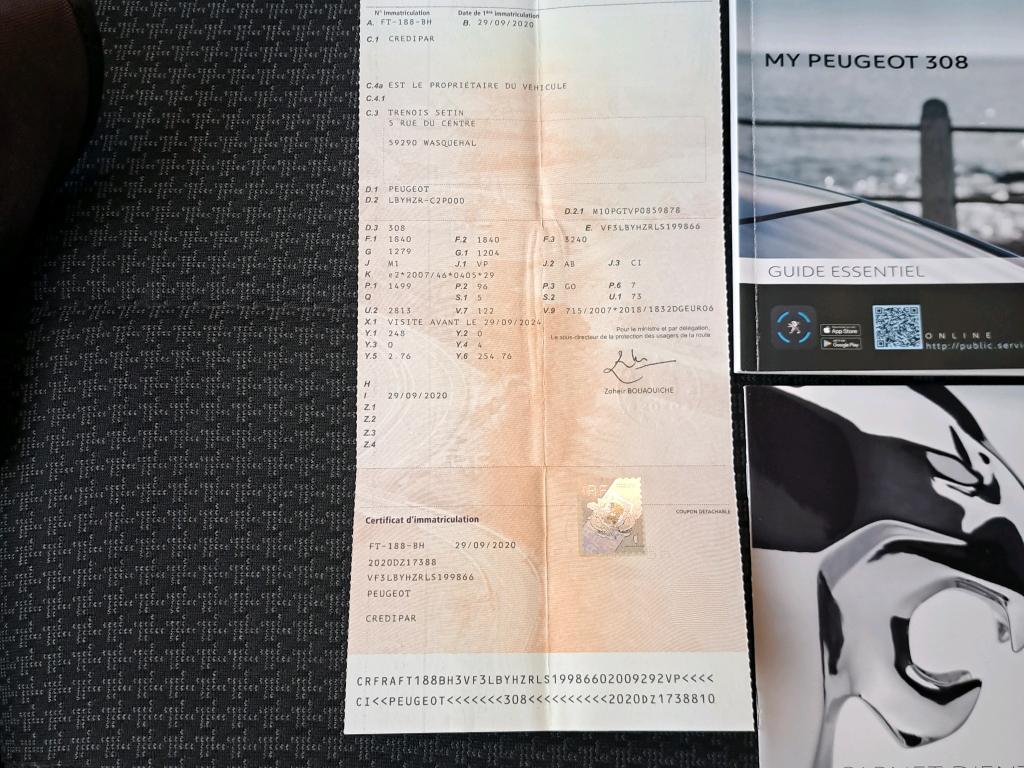 N° Immatriculation Date de 1ère immatriculation
A. FT-188-BH B. 29/09/2020
C.1 CREDIPAR
C.4a EST LE PROPRIÉTAIRE DU VÉHICULE
C.4.1
C.3 TRENOIS SETIN
5 RUE DU CENTRE
59290 WASQUEHAL
D.1 PEUGEOT
D.2 LBYHZR-C2P000
D.2.1 M10PGTVP0859878
D.3 308 E. VF3LBYHZRLS199866
F.1 1840 F.2 1840 F.3 3240
G 1279 G.1 1204
J M1 J.1 VP J.2 AB J.3 CI
K e2*2007/46*0405*29
P.1 1499 P.2 96 P.3 GO P.6 7
Q S.1 5 S.2 U.1 73
U.2 2813 V.7 122 V.9 715/2007*2018/1832DGEURO6
X.1 VISITE AVANT LE 29/09/2024
Y.1 248 Y.2 0
Y.3 0 Y.4 4
Y.5 2.76 Y.6 254.76
Pour le ministre et par délégation,
Le sous-directeur de la protection des usagers de la route
Zoheir BOUAOUICHE
H
I 29/09/2020
Z.1
Z.2
Z.3
Z.4
COUPON DÉTACHABLE
Certificat d'immatriculation
FT-188-BH 29/09/2020
2020DZ17388
VF3LBYHZRLS199866
PEUGEOT
CREDIPAR
CRFRAFT188BH3VF3LBYHZRLS19986602009292VP<<<<
CI<<PEUGEOT<<<<<<<308<<<<<<<<<<2020DZ1738810
MY PEUGEOT 308
GUIDE ESSENTIEL
App Store
Google Play
ONLINE
http://public.servi